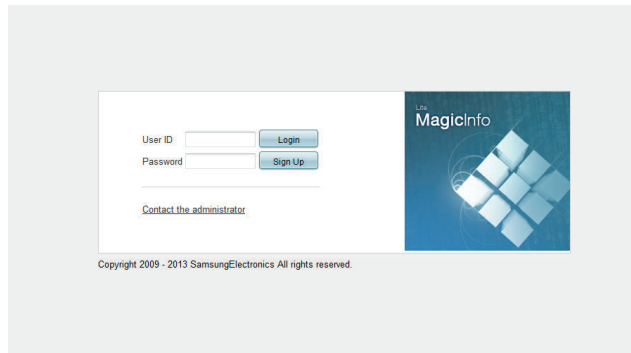 User ID
Login
Password
Sign Up
Contact the administrator
Lite
MagicInfo
Copyright 2009 - 2013 SamsungElectronics All rights reserved.